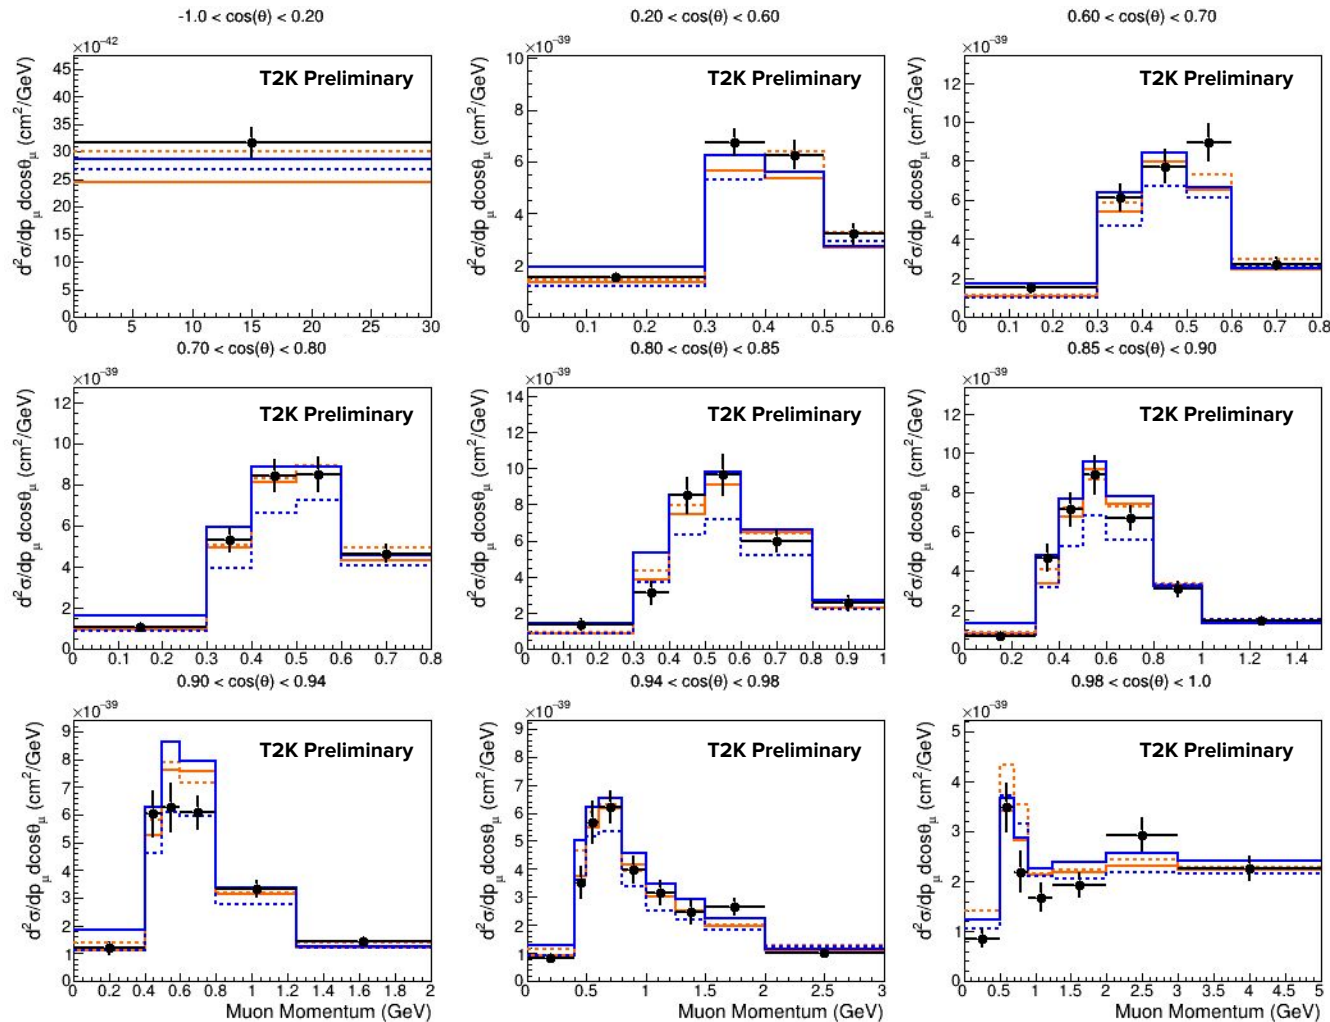 -1.0 < cos(θ) < 0.20
0.20 < cos(θ) < 0.60
0.60 < cos(θ) < 0.70
×10⁻⁴²
×10⁻³⁹
×10⁻³⁹
T2K Preliminary
T2K Preliminary
T2K Preliminary
d²σ/dp_μ dcosθ_μ (cm²/GeV)
45
40
35
30
25
20
15
10
5
0
0 5 10 15 20 25 30
d²σ/dp_μ dcosθ_μ (cm²/GeV)
10
8
6
4
2
0
0 0.1 0.2 0.3 0.4 0.5 0.6
d²σ/dp_μ dcosθ_μ (cm²/GeV)
12
10
8
6
4
2
0
0 0.1 0.2 0.3 0.4 0.5 0.6 0.7 0.8
0.70 < cos(θ) < 0.80
0.80 < cos(θ) < 0.85
0.85 < cos(θ) < 0.90
×10⁻³⁹
×10⁻³⁹
×10⁻³⁹
T2K Preliminary
T2K Preliminary
T2K Preliminary
d²σ/dp_μ dcosθ_μ (cm²/GeV)
12
10
8
6
4
2
0
0 0.1 0.2 0.3 0.4 0.5 0.6 0.7 0.8
d²σ/dp_μ dcosθ_μ (cm²/GeV)
14
12
10
8
6
4
2
0
0 0.1 0.2 0.3 0.4 0.5 0.6 0.7 0.8 0.9 1
d²σ/dp_μ dcosθ_μ (cm²/GeV)
12
10
8
6
4
2
0
0 0.2 0.4 0.6 0.8 1 1.2 1.4
0.90 < cos(θ) < 0.94
0.94 < cos(θ) < 0.98
0.98 < cos(θ) < 1.0
×10⁻³⁹
×10⁻³⁹
×10⁻³⁹
T2K Preliminary
T2K Preliminary
T2K Preliminary
d²σ/dp_μ dcosθ_μ (cm²/GeV)
9
8
7
6
5
4
3
2
1
0
0 0.2 0.4 0.6 0.8 1 1.2 1.4 1.6 1.8 2
Muon Momentum (GeV)
d²σ/dp_μ dcosθ_μ (cm²/GeV)
9
8
7
6
5
4
3
2
1
0
0 0.5 1 1.5 2 2.5 3
Muon Momentum (GeV)
d²σ/dp_μ dcosθ_μ (cm²/GeV)
5
4
3
2
1
0
0 0.5 1 1.5 2 2.5 3 3.5 4 4.5 5
Muon Momentum (GeV)